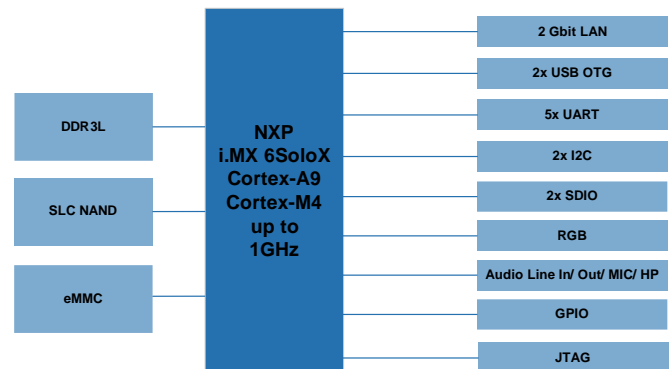 DDR3L
SLC NAND
eMMC
NXP
i.MX 6SoloX
Cortex-A9
Cortex-M4
up to
1GHz
2 Gbit LAN
2x USB OTG
5x UART
2x I2C
2x SDIO
RGB
Audio Line In/ Out/ MIC/ HP
GPIO
JTAG